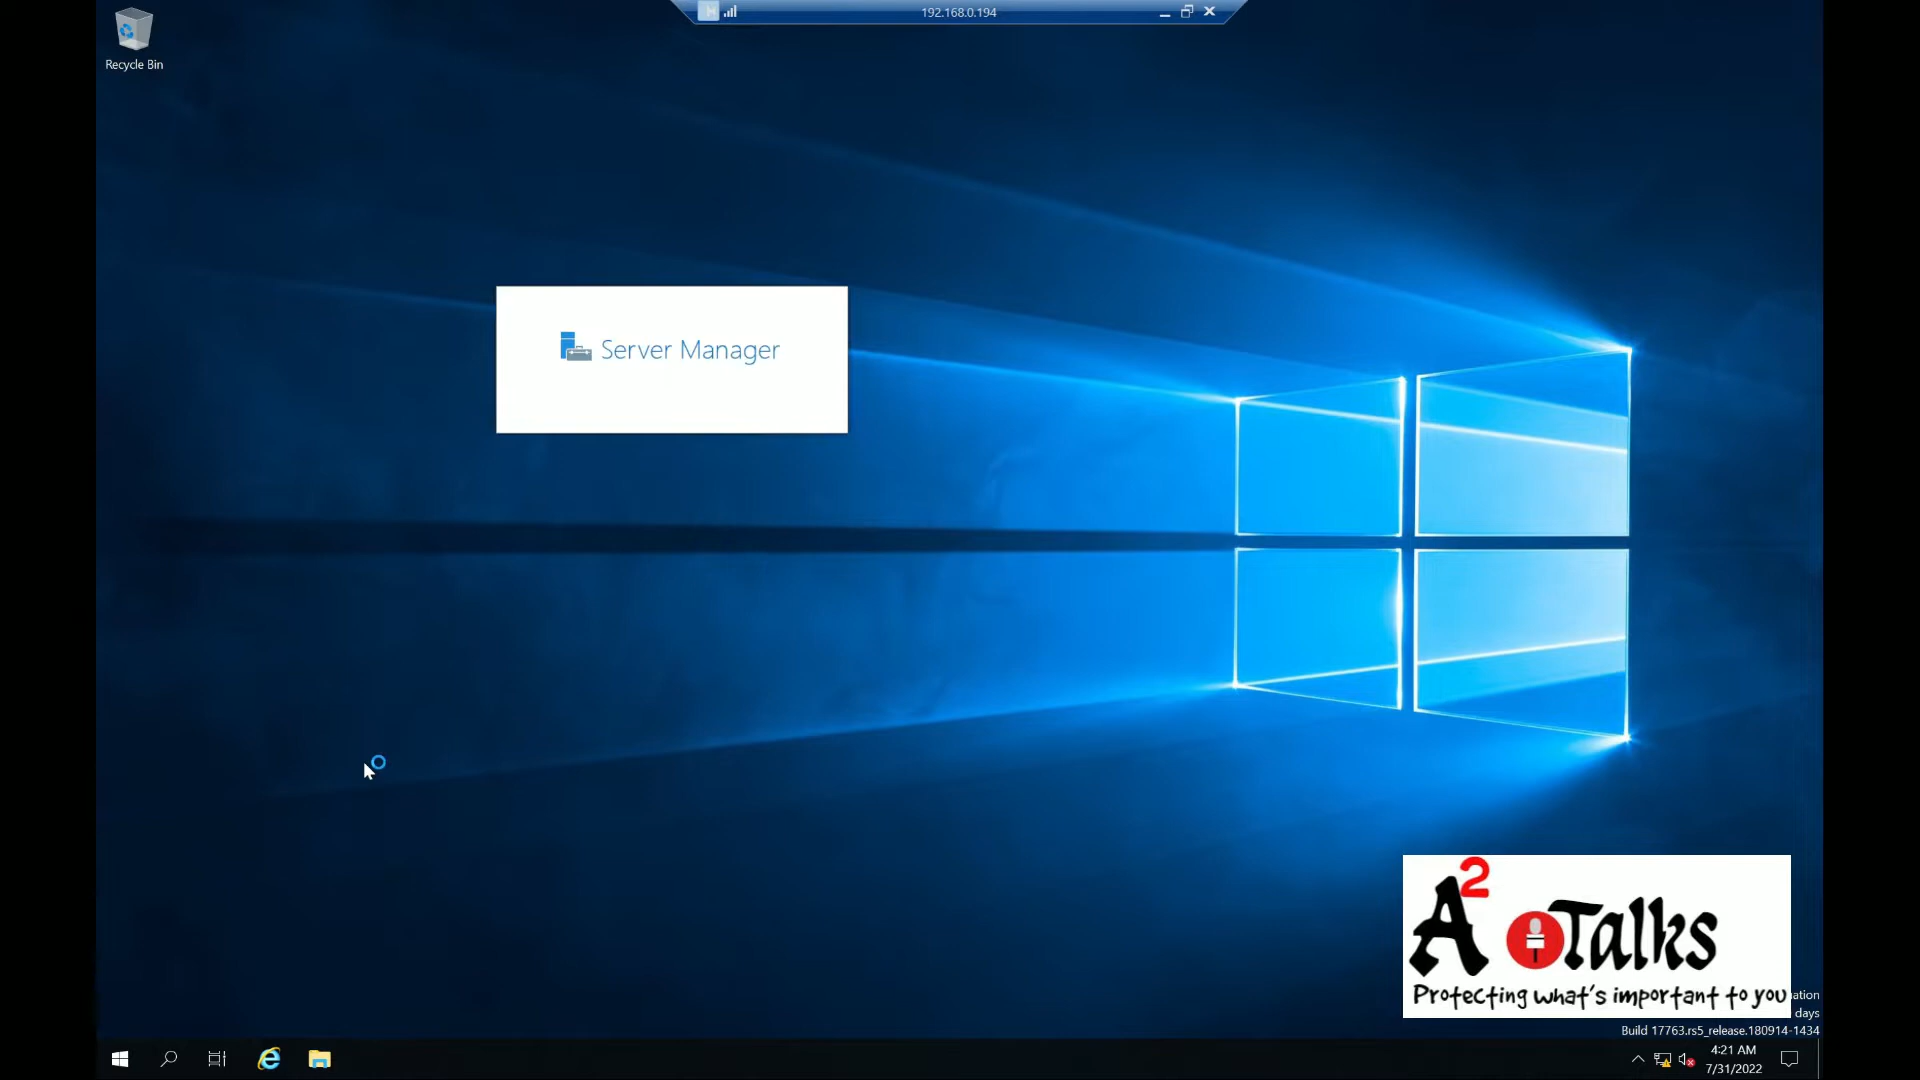 192.168.0.194
Recycle Bin
Server Manager
A2 Talks
Protecting what's important to you
days
Build 17763.rs5_release.180914-1434
4:21 AM
7/31/2022